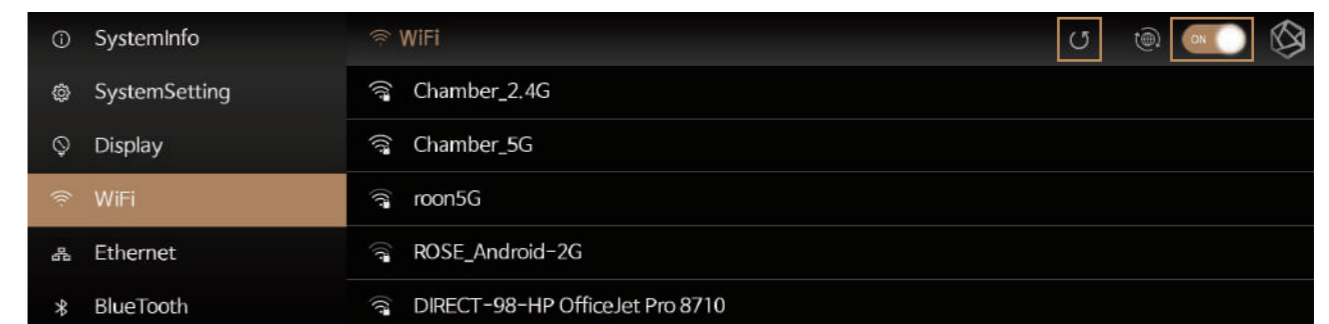 SystemInfo
SystemSetting
Display
WiFi
Ethernet
BlueTooth
WiFi
ON
Chamber_2.4G
Chamber_5G
roon5G
ROSE_Android-2G
DIRECT-98-HP OfficeJet Pro 8710